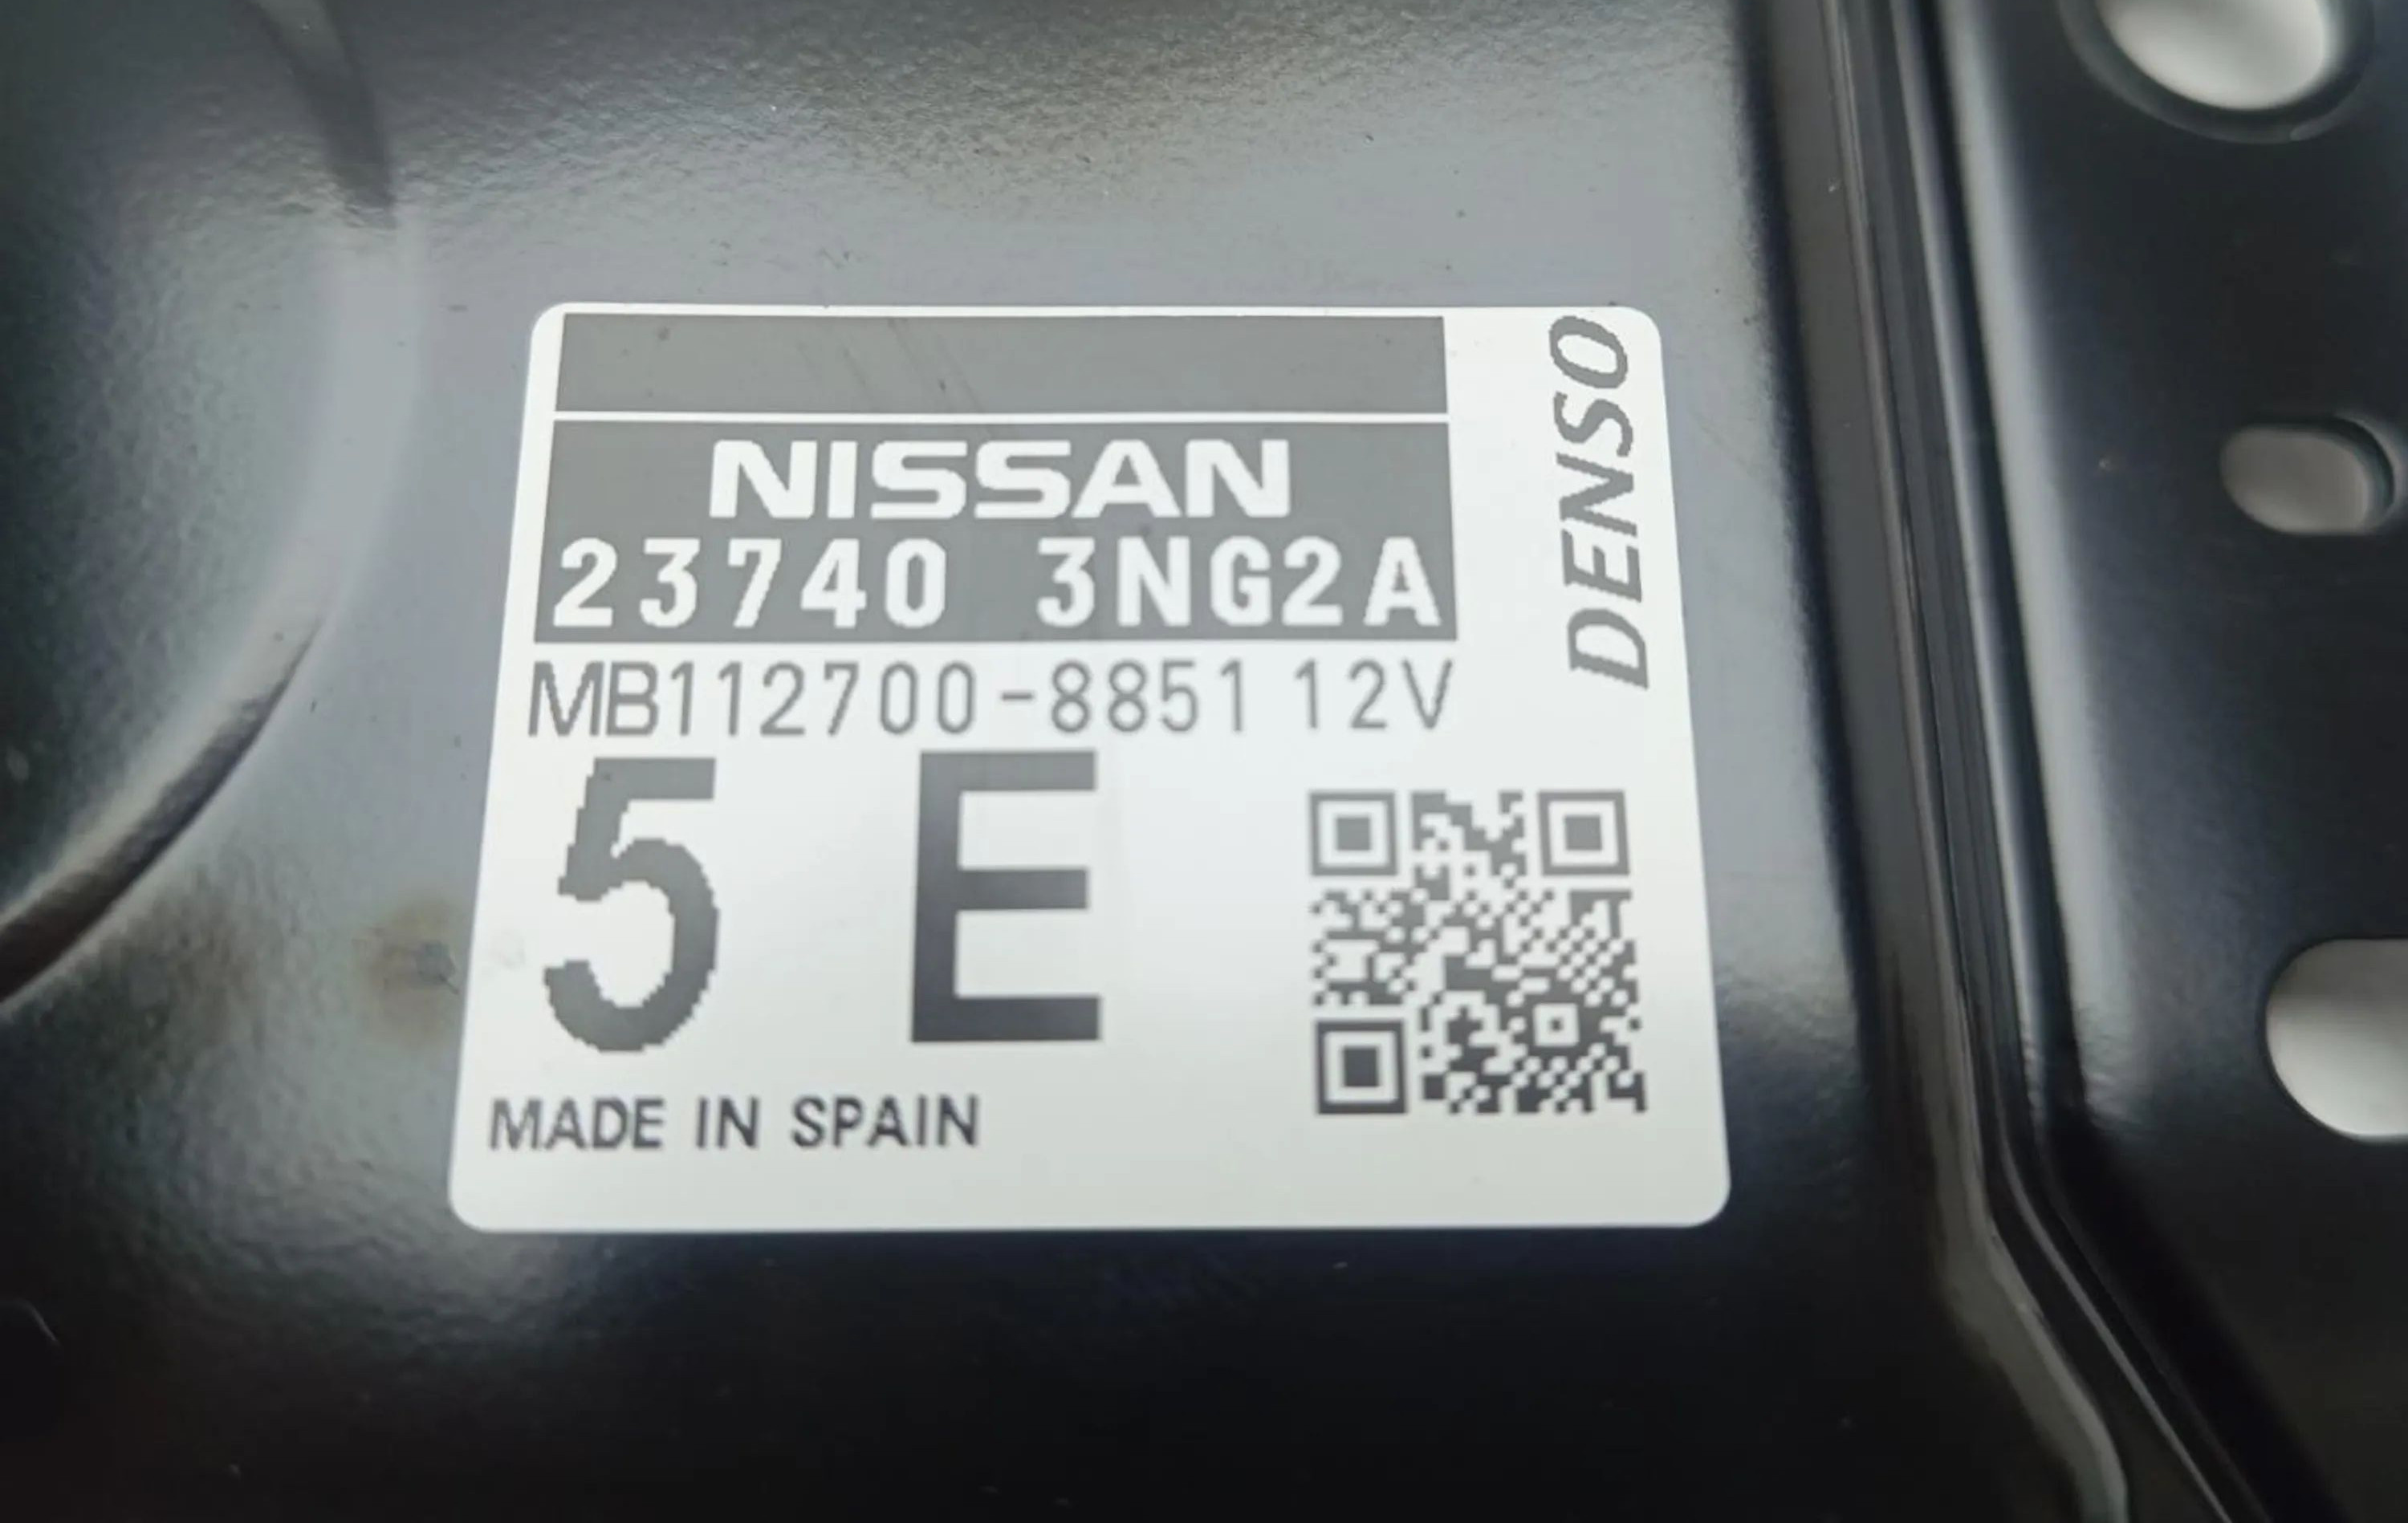 NISSAN
23740 3NG2A
MB112700-8851 12V
5 E
MADE IN SPAIN
DENSO